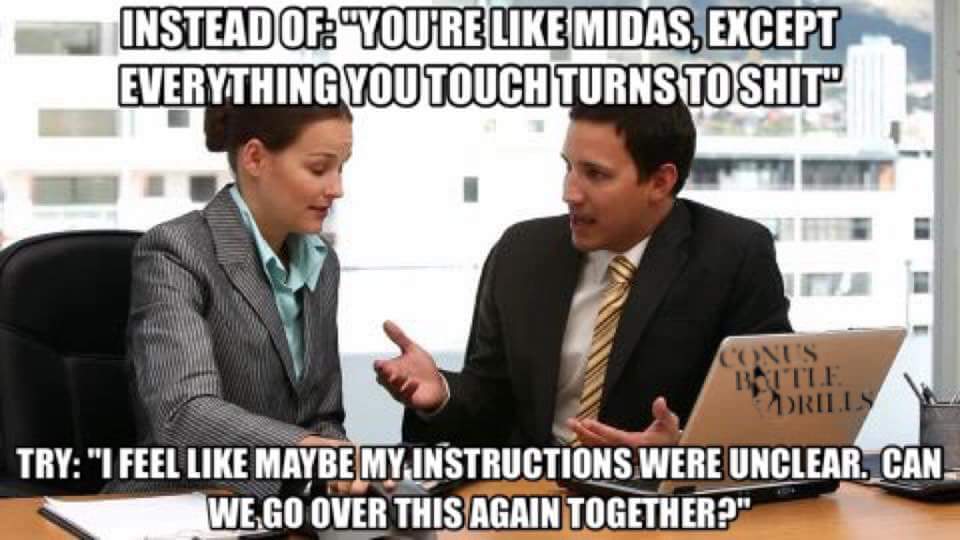 INSTEAD OF: "YOU'RE LIKE MIDAS, EXCEPT
EVERYTHING YOU TOUCH TURNS TO SHIT"
CONUS
BATTLE
DRILLS
TRY: "I FEEL LIKE MAYBE MY INSTRUCTIONS WERE UNCLEAR. CAN
WE GO OVER THIS AGAIN TOGETHER?"